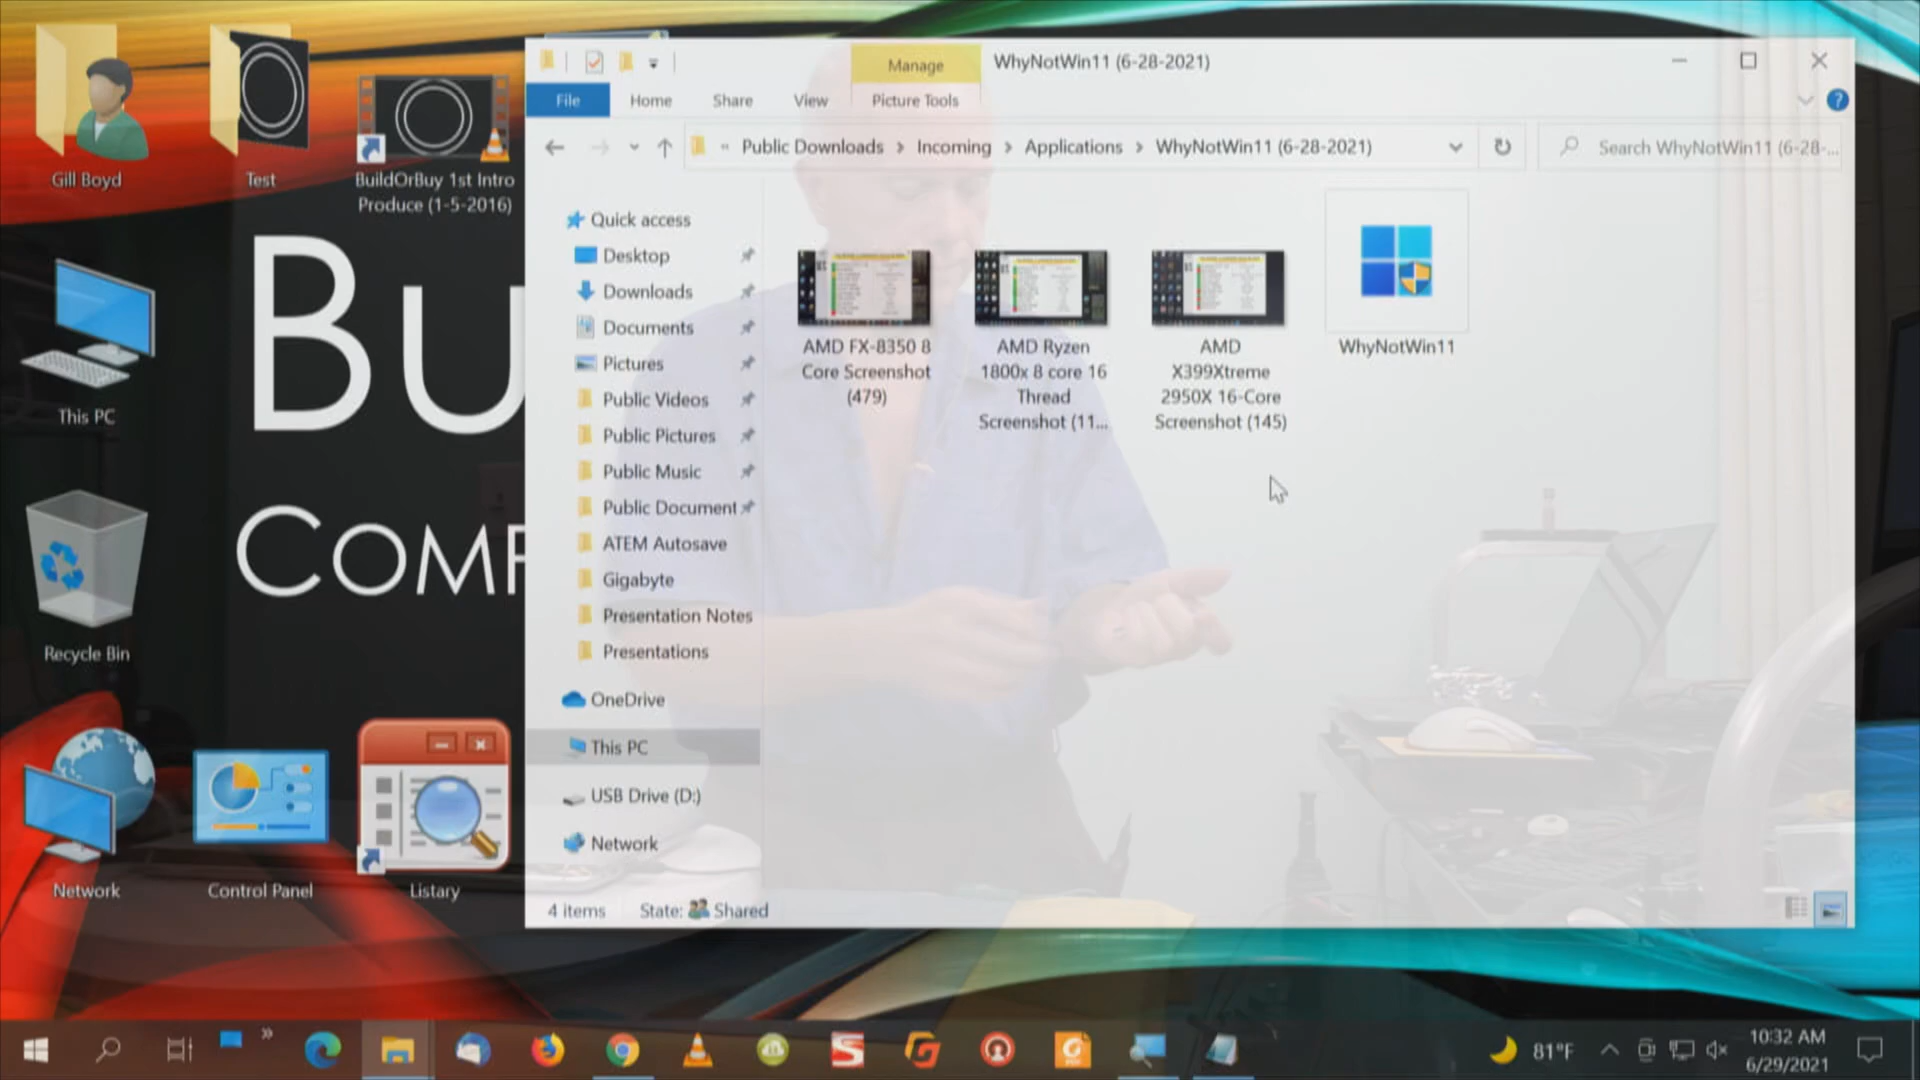 Gill Boyd
Test
BuildOrBuy 1st Intro
Produce (1-5-2016)
This PC
Recycle Bin
Network
Control Panel
Listary
BU
COMP
Manage
WhyNotWin11 (6-28-2021)
File
Home
Share
View
Picture Tools
Public Downloads
Incoming
Applications
WhyNotWin11 (6-28-2021)
Search WhyNotWin11 (6-28-...
Quick access
Desktop
Downloads
Documents
Pictures
Public Videos
Public Pictures
Public Music
Public Document
ATEM Autosave
Gigabyte
Presentation Notes
Presentations
OneDrive
This PC
USB Drive (D:)
Network
AMD FX-8350 8
Core Screenshot
(479)
AMD Ryzen
1800x 8 core 16
Thread
Screenshot (11...
AMD
X399Xtreme
2950X 16-Core
Screenshot (145)
WhyNotWin11
4 items
State:
Shared
81°F
10:32 AM
6/29/2021